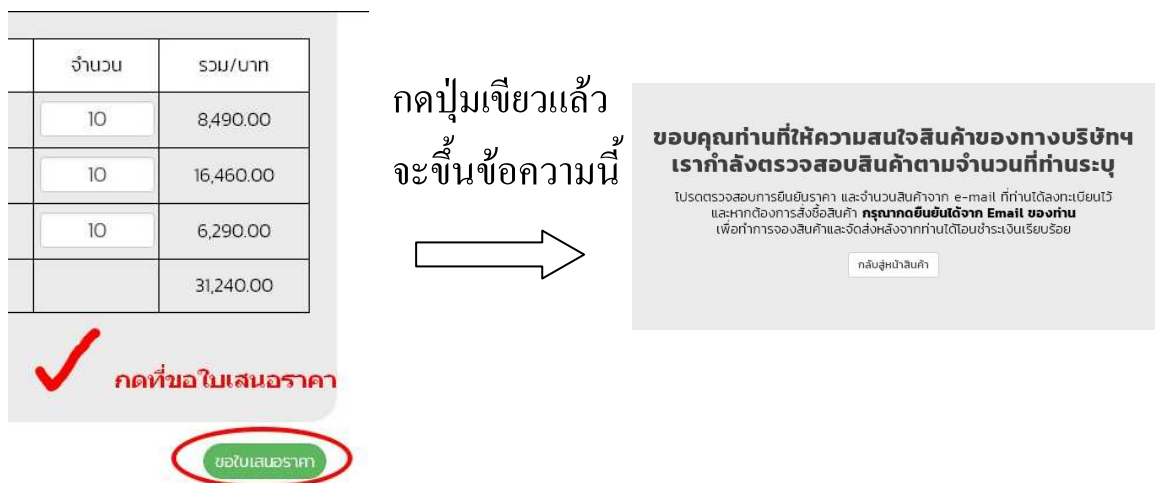 จำนวน รวม/บาท
10 8,490.00
10 16,460.00
10 6,290.00
31,240.00
กดที่ขอใบเสนอราคา
ขอใบเสนอราคา
กดปุ่มเขียวแล้ว
จะขึ้นข้อความนี้
ขอบคุณท่านที่ให้ความสนใจสินค้าของทางบริษัทฯ
เรากำลังตรวจสอบสินค้าตามจำนวนที่ท่านระบุ
โปรดตรวจสอบการยืนยันราคา และจำนวนสินค้าจาก e-mail ที่ท่านได้ลงทะเบียนไว้
และหากต้องการสั่งซื้อสินค้า กรุณากดยืนยันได้จาก Email ของท่าน
เพื่อทำการจองสินค้าและจัดส่งหลังจากท่านได้โอนชำระเงินเรียบร้อย
กลับสู่หน้าสินค้า